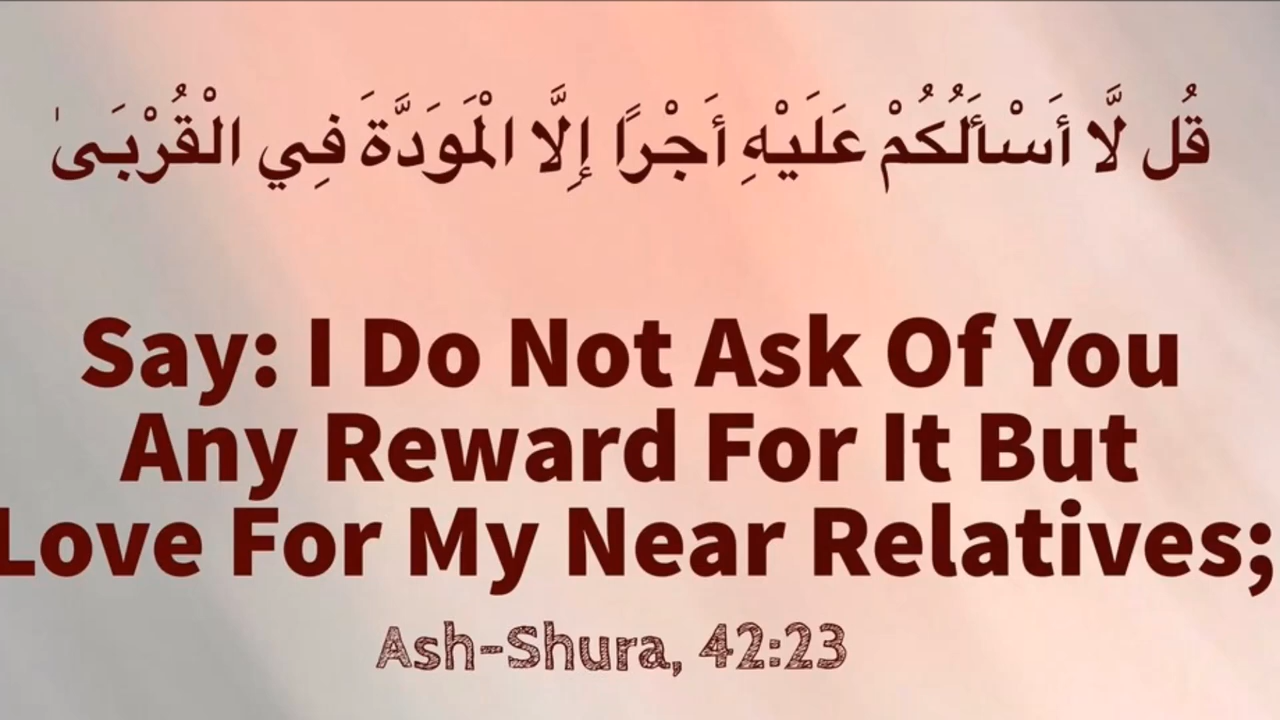 قُل لَّا أَسْأَلُكُمْ عَلَيْهِ أَجْرًا إِلَّا الْمَوَدَّةَ فِي الْقُرْبَىٰ
Say: I Do Not Ask Of You
Any Reward For It But
Love For My Near Relatives;
Ash-Shura, 42:23